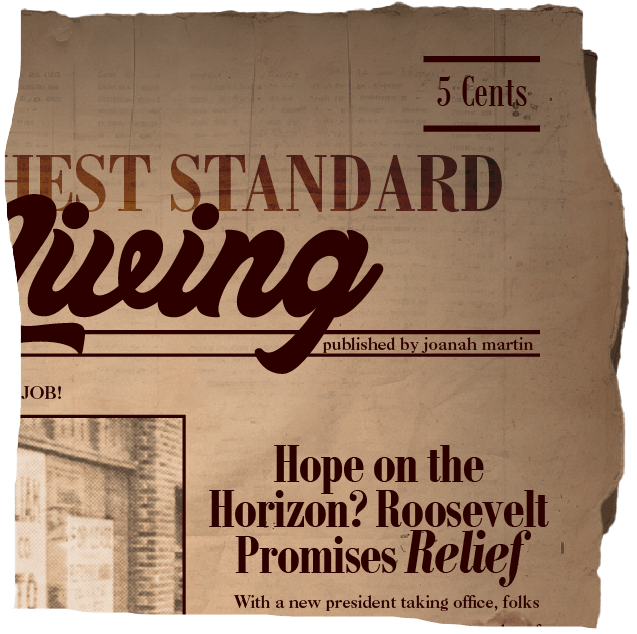 5 Cents
HEST STANDARD
Giving
published by joanah martin
JOB!
Hope on the
Horizon? Roosevelt
Promises Relief
With a new president taking office, folks